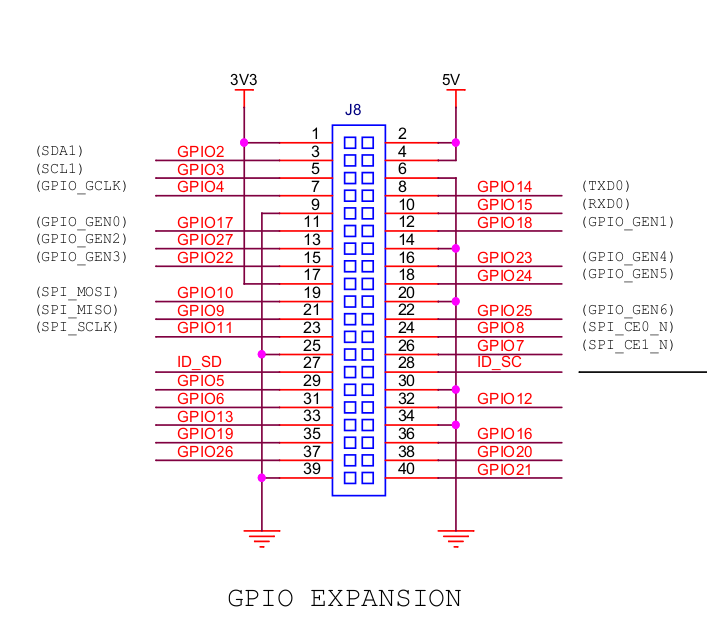 3V3 5V
J8
1 2
(SDA1) GPIO2 3 4
(SCL1) GPIO3 5 6
(GPIO_GCLK) GPIO4 7 8 GPIO14 (TXD0)
9 10 GPIO15 (RXD0)
(GPIO_GEN0) GPIO17 11 12 GPIO18 (GPIO_GEN1)
(GPIO_GEN2) GPIO27 13 14
(GPIO_GEN3) GPIO22 15 16 GPIO23 (GPIO_GEN4)
17 18 GPIO24 (GPIO_GEN5)
(SPI_MOSI) GPIO10 19 20
(SPI_MISO) GPIO9 21 22 GPIO25 (GPIO_GEN6)
(SPI_SCLK) GPIO11 23 24 GPIO8 (SPI_CE0_N)
25 26 GPIO7 (SPI_CE1_N)
ID_SD 27 28 ID_SC
GPIO5 29 30
GPIO6 31 32 GPIO12
GPIO13 33 34
GPIO19 35 36 GPIO16
GPIO26 37 38 GPIO20
39 40 GPIO21
GPIO EXPANSION